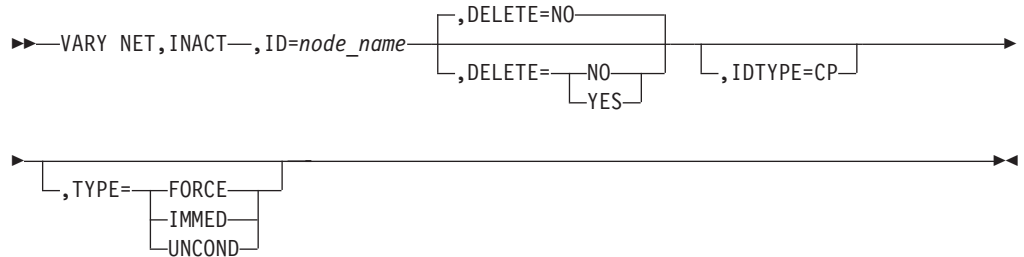 ,DELETE=NO
VARY NET,INACT ,ID=node_name
,DELETE= NO ,IDTYPE=CP
YES
,TYPE= FORCE
IMMED
UNCOND